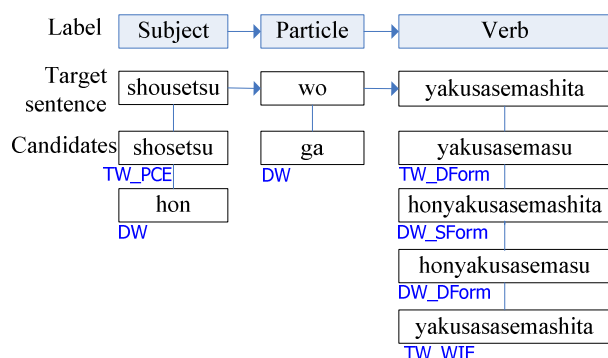 Label Subject Particle Verb
Target sentence shousetsu wo yakusasemashita
Candidates shosetsu ga yakusasemasu
TW_PCE DW TW_DForm
hon honyakusasemashita
DW DW_SForm
honyakusasemasu
DW_DForm
yakusasasemashita
TW_WIF